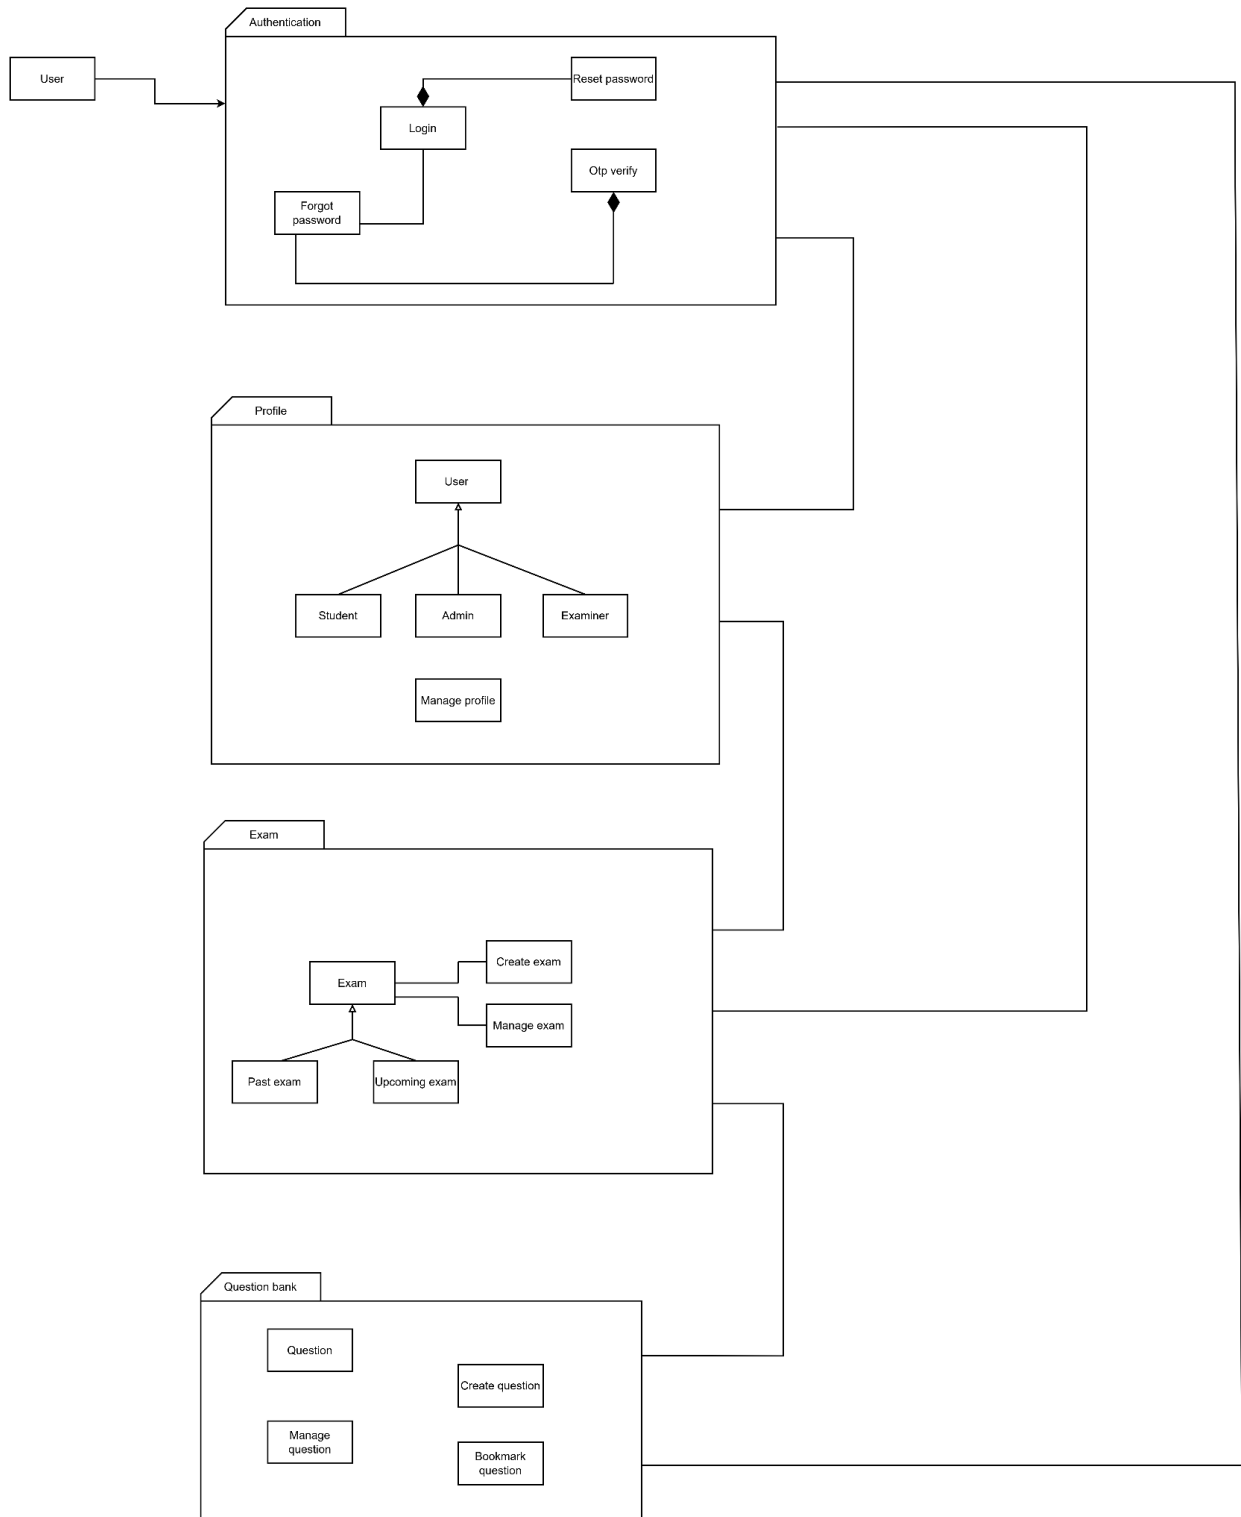 Authentication
User
Reset password
Login
Otp verify
Forgot
password
Profile
User
Student
Admin
Examiner
Manage profile
Exam
Create exam
Exam
Manage exam
Past exam
Upcoming exam
Question bank
Question
Create question
Manage
question
Bookmark
question